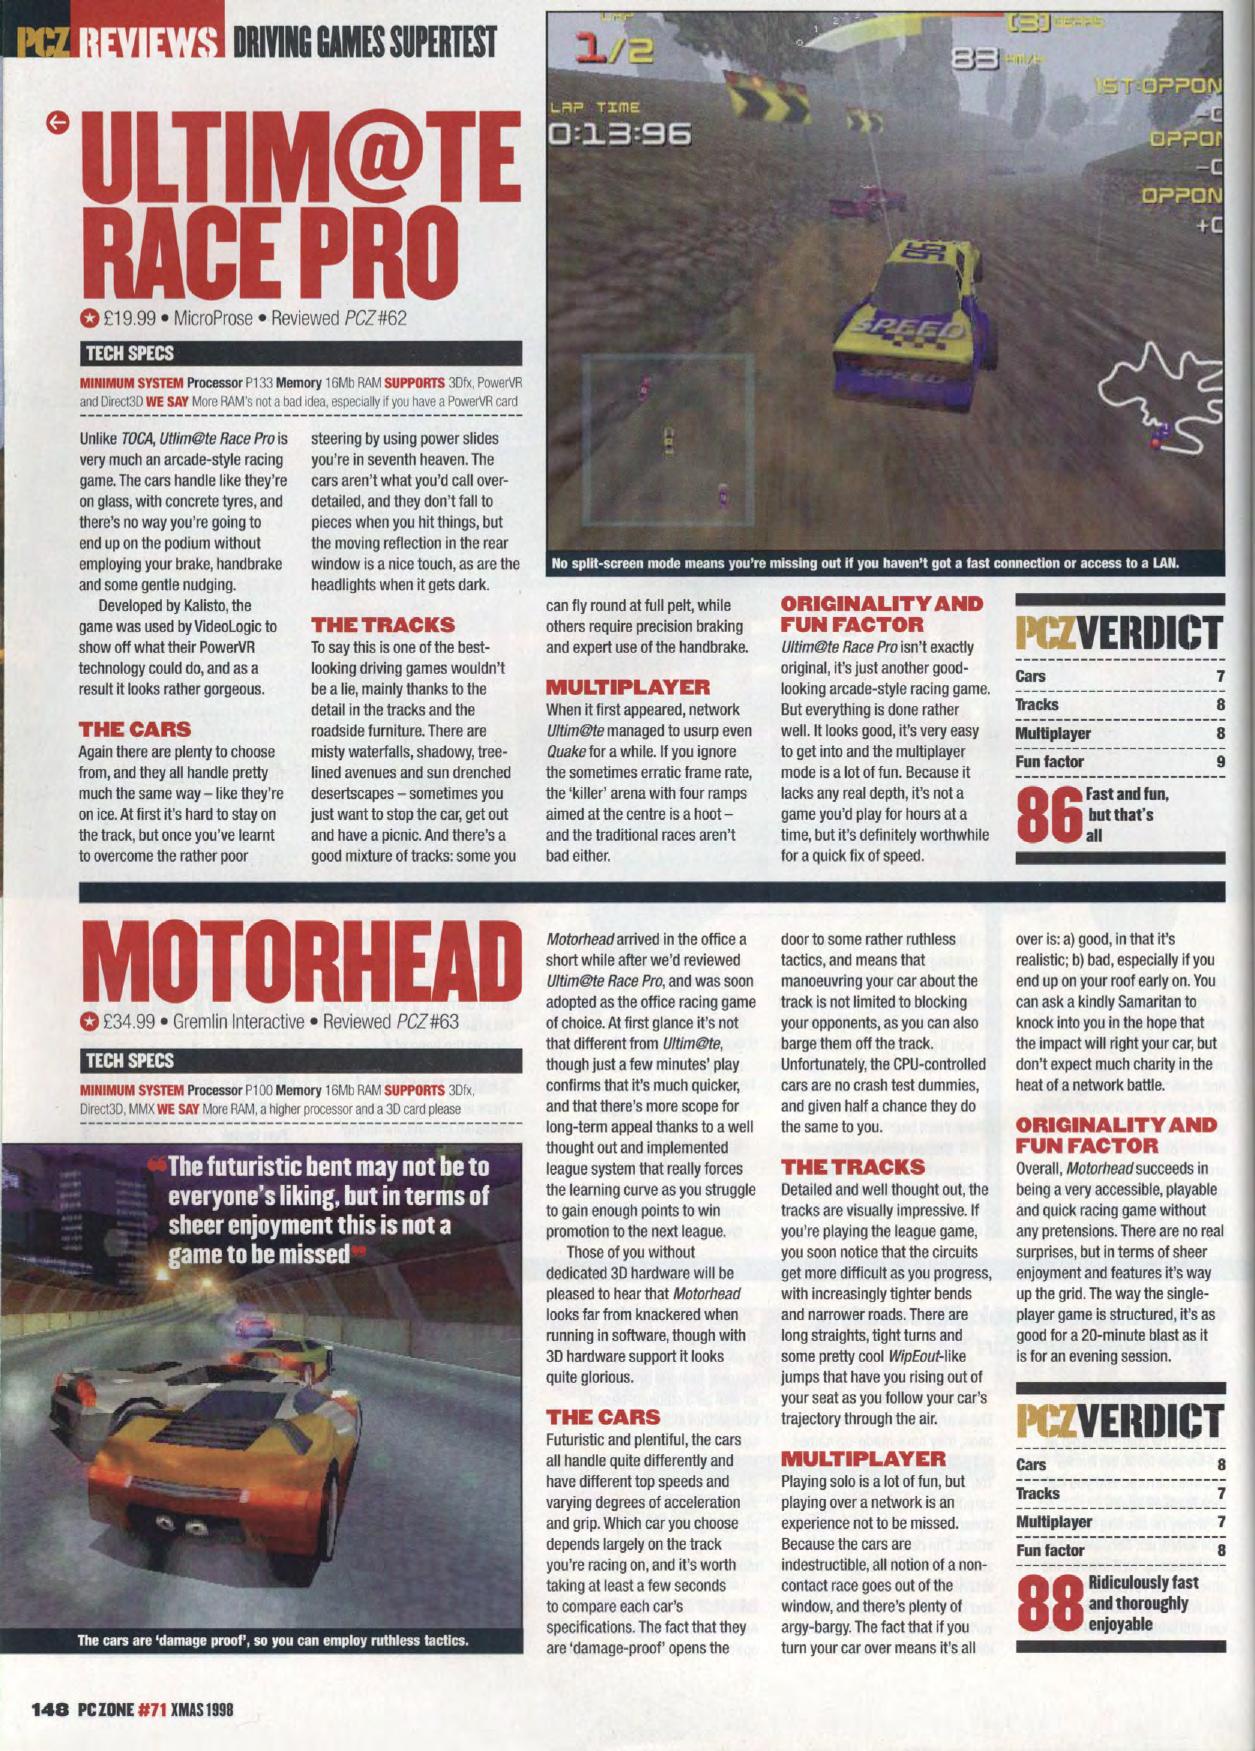 PCZ REVIEWS DRIVING GAMES SUPERTEST
ULTIM@TE
RACE PRO
£19.99 • MicroProse • Reviewed PCZ #62
TECH SPECS
MINIMUM SYSTEM Processor P133 Memory 16Mb RAM SUPPORTS 3Dfx, PowerVR
and Direct3D WE SAY More RAM's not a bad idea, especially if you have a PowerVR card
Unlike TOCA, Utlim@te Race Pro is
very much an arcade-style racing
game. The cars handle like they're
on glass, with concrete tyres, and
there's no way you're going to
end up on the podium without
employing your brake, handbrake
and some gentle nudging.
Developed by Kalisto, the
game was used by VideoLogic to
show off what their PowerVR
technology could do, and as a
result it looks rather gorgeous.
THE CARS
Again there are plenty to choose
from, and they all handle pretty
much the same way – like they're
on ice. At first it's hard to stay on
the track, but once you've learnt
to overcome the rather poor
steering by using power slides
you're in seventh heaven. The
cars aren't what you'd call over-
detailed, and they don't fall to
pieces when you hit things, but
the moving reflection in the rear
window is a nice touch, as are the
headlights when it gets dark.
THE TRACKS
To say this is one of the best-
looking driving games wouldn't
be a lie, mainly thanks to the
detail in the tracks and the
roadside furniture. There are
misty waterfalls, shadowy, tree-
lined avenues and sun drenched
desertscapes – sometimes you
just want to stop the car, get out
and have a picnic. And there's a
good mixture of tracks: some you
LAP
1/2
LAP TIME
0:13:96
[3]
83 km/h
1ST:OPPON
-0
OPPON
-0
OPPON
+0
SPEED
SPEED
No split-screen mode means you're missing out if you haven't got a fast connection or access to a LAN.
can fly round at full pelt, while
others require precision braking
and expert use of the handbrake.
MULTIPLAYER
When it first appeared, network
Ultim@te managed to usurp even
Quake for a while. If you ignore
the sometimes erratic frame rate,
the 'killer' arena with four ramps
aimed at the centre is a hoot –
and the traditional races aren't
bad either.
ORIGINALITY AND
FUN FACTOR
Ultim@te Race Pro isn't exactly
original, it's just another good-
looking arcade-style racing game.
But everything is done rather
well. It looks good, it's very easy
to get into and the multiplayer
mode is a lot of fun. Because it
lacks any real depth, it's not a
game you'd play for hours at a
time, but it's definitely worthwhile
for a quick fix of speed.
PCZVERDICT
Cars 7
Tracks 8
Multiplayer 8
Fun factor 9
86 Fast and fun,
but that's
all
MOTORHEAD
£34.99 • Gremlin Interactive • Reviewed PCZ #63
TECH SPECS
MINIMUM SYSTEM Processor P100 Memory 16Mb RAM SUPPORTS 3Dfx,
Direct3D, MMX WE SAY More RAM, a higher processor and a 3D card please
“The futuristic bent may not be to
everyone's liking, but in terms of
sheer enjoyment this is not a
game to be missed”
The cars are 'damage proof', so you can employ ruthless tactics.
Motorhead arrived in the office a
short while after we'd reviewed
Ultim@te Race Pro, and was soon
adopted as the office racing game
of choice. At first glance it's not
that different from Ultim@te,
though just a few minutes' play
confirms that it's much quicker,
and that there's more scope for
long-term appeal thanks to a well
thought out and implemented
league system that really forces
the learning curve as you struggle
to gain enough points to win
promotion to the next league.
Those of you without
dedicated 3D hardware will be
pleased to hear that Motorhead
looks far from knackered when
running in software, though with
3D hardware support it looks
quite glorious.
THE CARS
Futuristic and plentiful, the cars
all handle quite differently and
have different top speeds and
varying degrees of acceleration
and grip. Which car you choose
depends largely on the track
you're racing on, and it's worth
taking at least a few seconds
to compare each car's
specifications. The fact that they
are 'damage-proof' opens the
door to some rather ruthless
tactics, and means that
manoeuvring your car about the
track is not limited to blocking
your opponents, as you can also
barge them off the track.
Unfortunately, the CPU-controlled
cars are no crash test dummies,
and given half a chance they do
the same to you.
THE TRACKS
Detailed and well thought out, the
tracks are visually impressive. If
you're playing the league game,
you soon notice that the circuits
get more difficult as you progress,
with increasingly tighter bends
and narrower roads. There are
long straights, tight turns and
some pretty cool WipEout-like
jumps that have you rising out of
your seat as you follow your car's
trajectory through the air.
MULTIPLAYER
Playing solo is a lot of fun, but
playing over a network is an
experience not to be missed.
Because the cars are
indestructible, all notion of a non-
contact race goes out of the
window, and there's plenty of
argy-bargy. The fact that if you
turn your car over means it's all
over is: a) good, in that it's
realistic; b) bad, especially if you
end up on your roof early on. You
can ask a kindly Samaritan to
knock into you in the hope that
the impact will right your car, but
don't expect much charity in the
heat of a network battle.
ORIGINALITY AND
FUN FACTOR
Overall, Motorhead succeeds in
being a very accessible, playable
and quick racing game without
any pretensions. There are no real
surprises, but in terms of sheer
enjoyment and features it's way
up the grid. The way the single-
player game is structured, it's as
good for a 20-minute blast as it
is for an evening session.
PCZVERDICT
Cars 8
Tracks 7
Multiplayer 7
Fun factor 8
88 Ridiculously fast
and thoroughly
enjoyable
148 PC ZONE #71 XMAS 1998